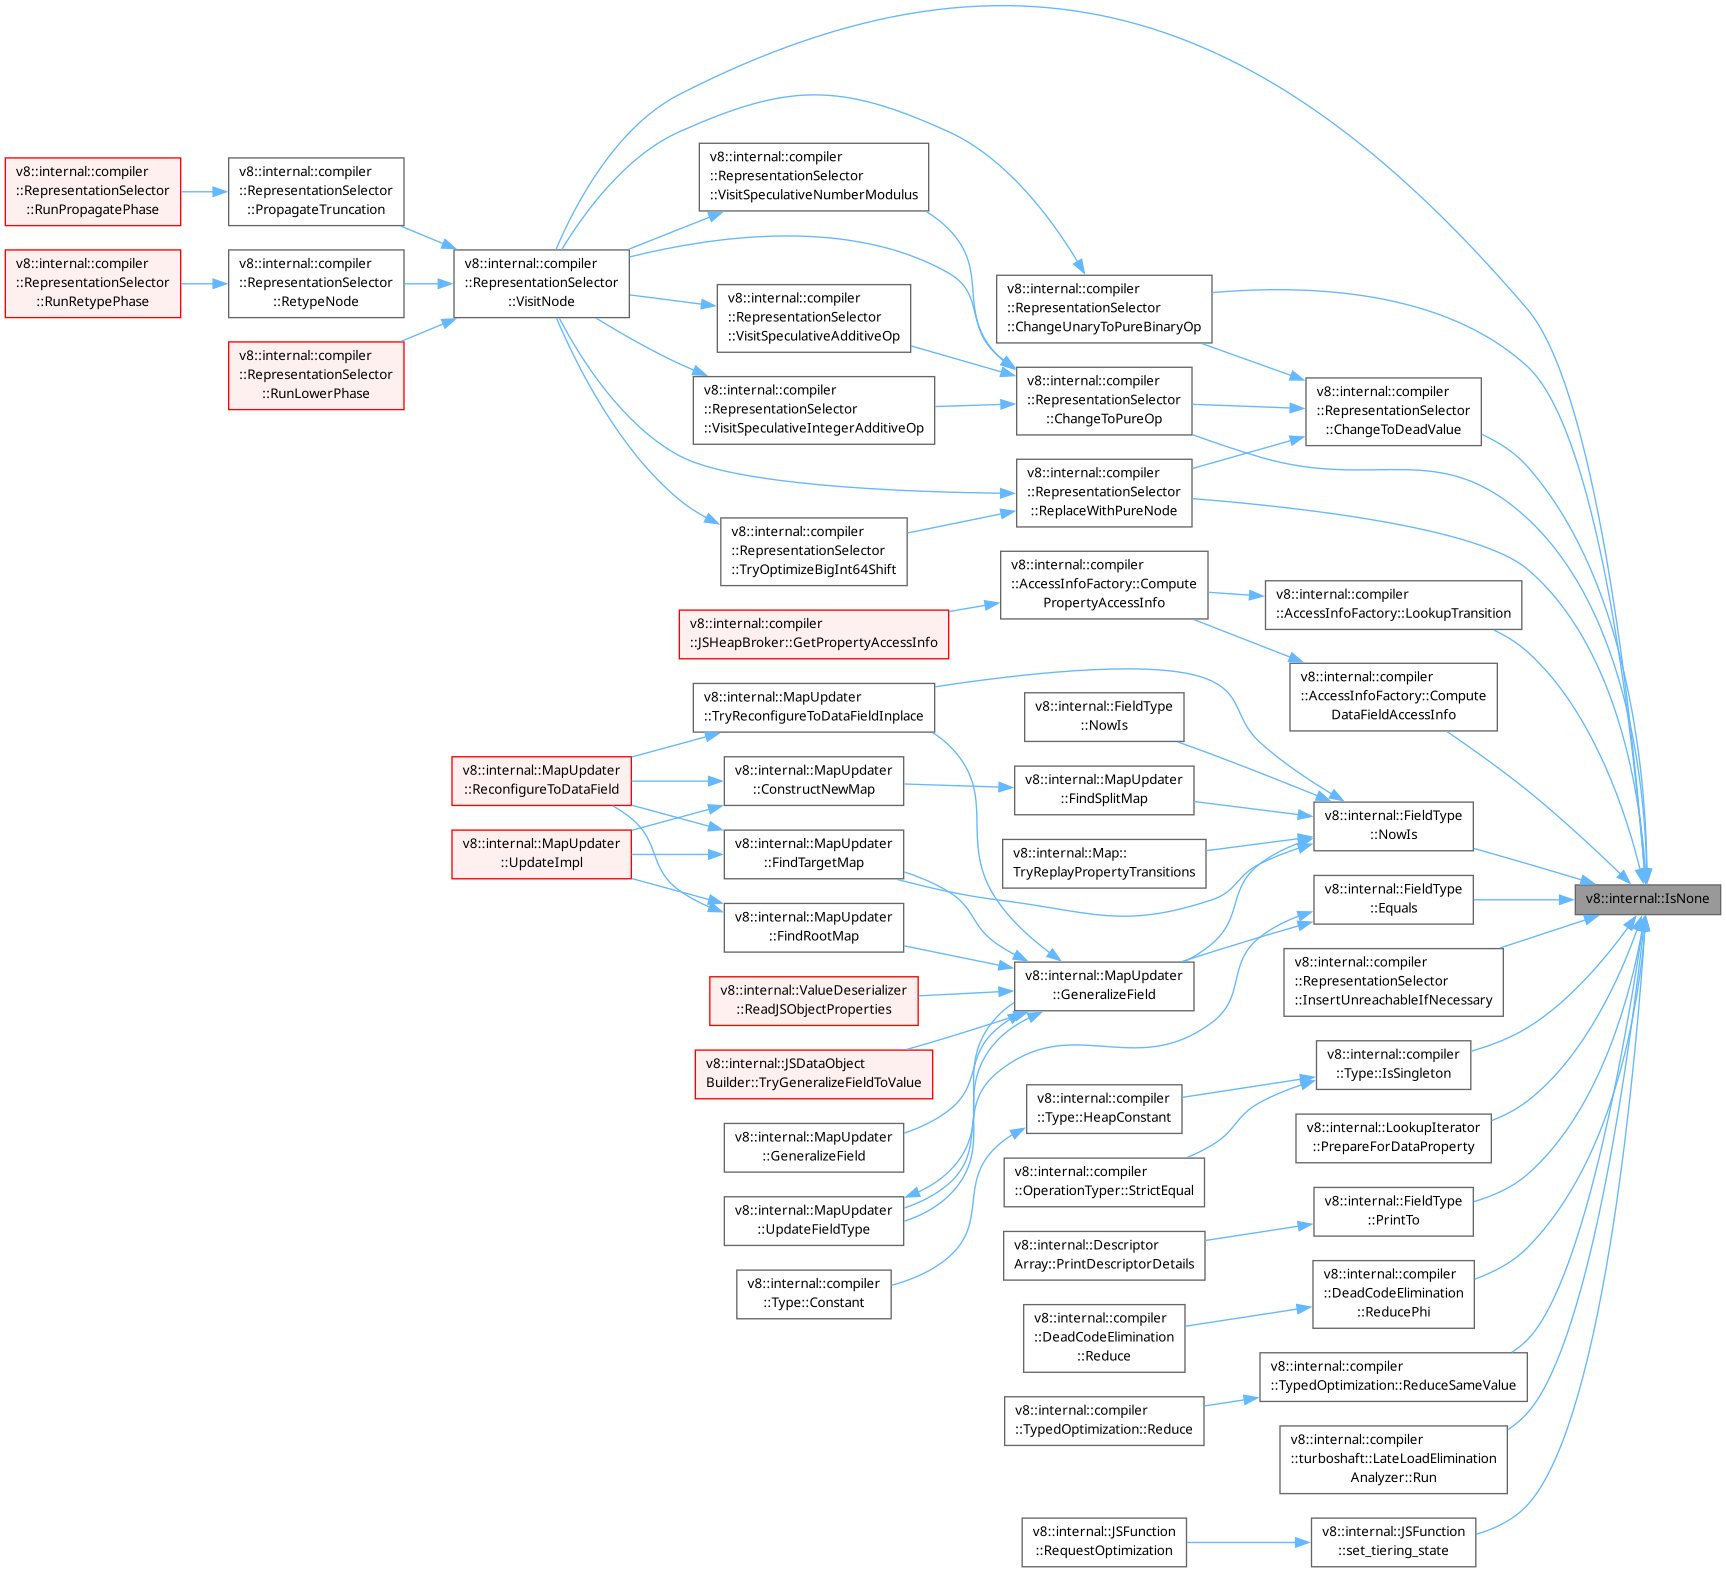 v8::internal::compiler
::RepresentationSelector
::RunPropagatePhase
v8::internal::compiler
::RepresentationSelector
::RunRetypePhase
v8::internal::compiler
::RepresentationSelector
::PropagateTruncation
v8::internal::compiler
::RepresentationSelector
::RetypeNode
v8::internal::compiler
::RepresentationSelector
::RunLowerPhase
v8::internal::compiler
::RepresentationSelector
::VisitNode
v8::internal::MapUpdater
::ReconfigureToDataField
v8::internal::MapUpdater
::UpdateImpl
v8::internal::compiler
::RepresentationSelector
::VisitSpeculativeNumberModulus
v8::internal::compiler
::RepresentationSelector
::VisitSpeculativeAdditiveOp
v8::internal::compiler
::RepresentationSelector
::VisitSpeculativeIntegerAdditiveOp
v8::internal::compiler
::RepresentationSelector
::TryOptimizeBigInt64Shift
v8::internal::compiler
::JSHeapBroker::GetPropertyAccessInfo
v8::internal::MapUpdater
::TryReconfigureToDataFieldInplace
v8::internal::MapUpdater
::ConstructNewMap
v8::internal::MapUpdater
::FindTargetMap
v8::internal::MapUpdater
::FindRootMap
v8::internal::ValueDeserializer
::ReadJSObjectProperties
v8::internal::JSDataObject
Builder::TryGeneralizeFieldToValue
v8::internal::MapUpdater
::GeneralizeField
v8::internal::MapUpdater
::UpdateFieldType
v8::internal::compiler
::Type::Constant
v8::internal::compiler
::RepresentationSelector
::ChangeUnaryToPureBinaryOp
v8::internal::compiler
::RepresentationSelector
::ChangeToPureOp
v8::internal::compiler
::RepresentationSelector
::ReplaceWithPureNode
v8::internal::compiler
::AccessInfoFactory::Compute
PropertyAccessInfo
v8::internal::FieldType
::NowIs
v8::internal::MapUpdater
::FindSplitMap
v8::internal::Map::
TryReplayPropertyTransitions
v8::internal::MapUpdater
::GeneralizeField
v8::internal::compiler
::Type::HeapConstant
v8::internal::compiler
::OperationTyper::StrictEqual
v8::internal::Descriptor
Array::PrintDescriptorDetails
v8::internal::compiler
::DeadCodeElimination
::Reduce
v8::internal::compiler
::TypedOptimization::Reduce
v8::internal::JSFunction
::RequestOptimization
v8::internal::compiler
::RepresentationSelector
::ChangeToDeadValue
v8::internal::compiler
::AccessInfoFactory::LookupTransition
v8::internal::compiler
::AccessInfoFactory::Compute
DataFieldAccessInfo
v8::internal::FieldType
::NowIs
v8::internal::FieldType
::Equals
v8::internal::compiler
::RepresentationSelector
::InsertUnreachableIfNecessary
v8::internal::compiler
::Type::IsSingleton
v8::internal::LookupIterator
::PrepareForDataProperty
v8::internal::FieldType
::PrintTo
v8::internal::compiler
::DeadCodeElimination
::ReducePhi
v8::internal::compiler
::TypedOptimization::ReduceSameValue
v8::internal::compiler
::turboshaft::LateLoadElimination
Analyzer::Run
v8::internal::JSFunction
::set_tiering_state
v8::internal::IsNone